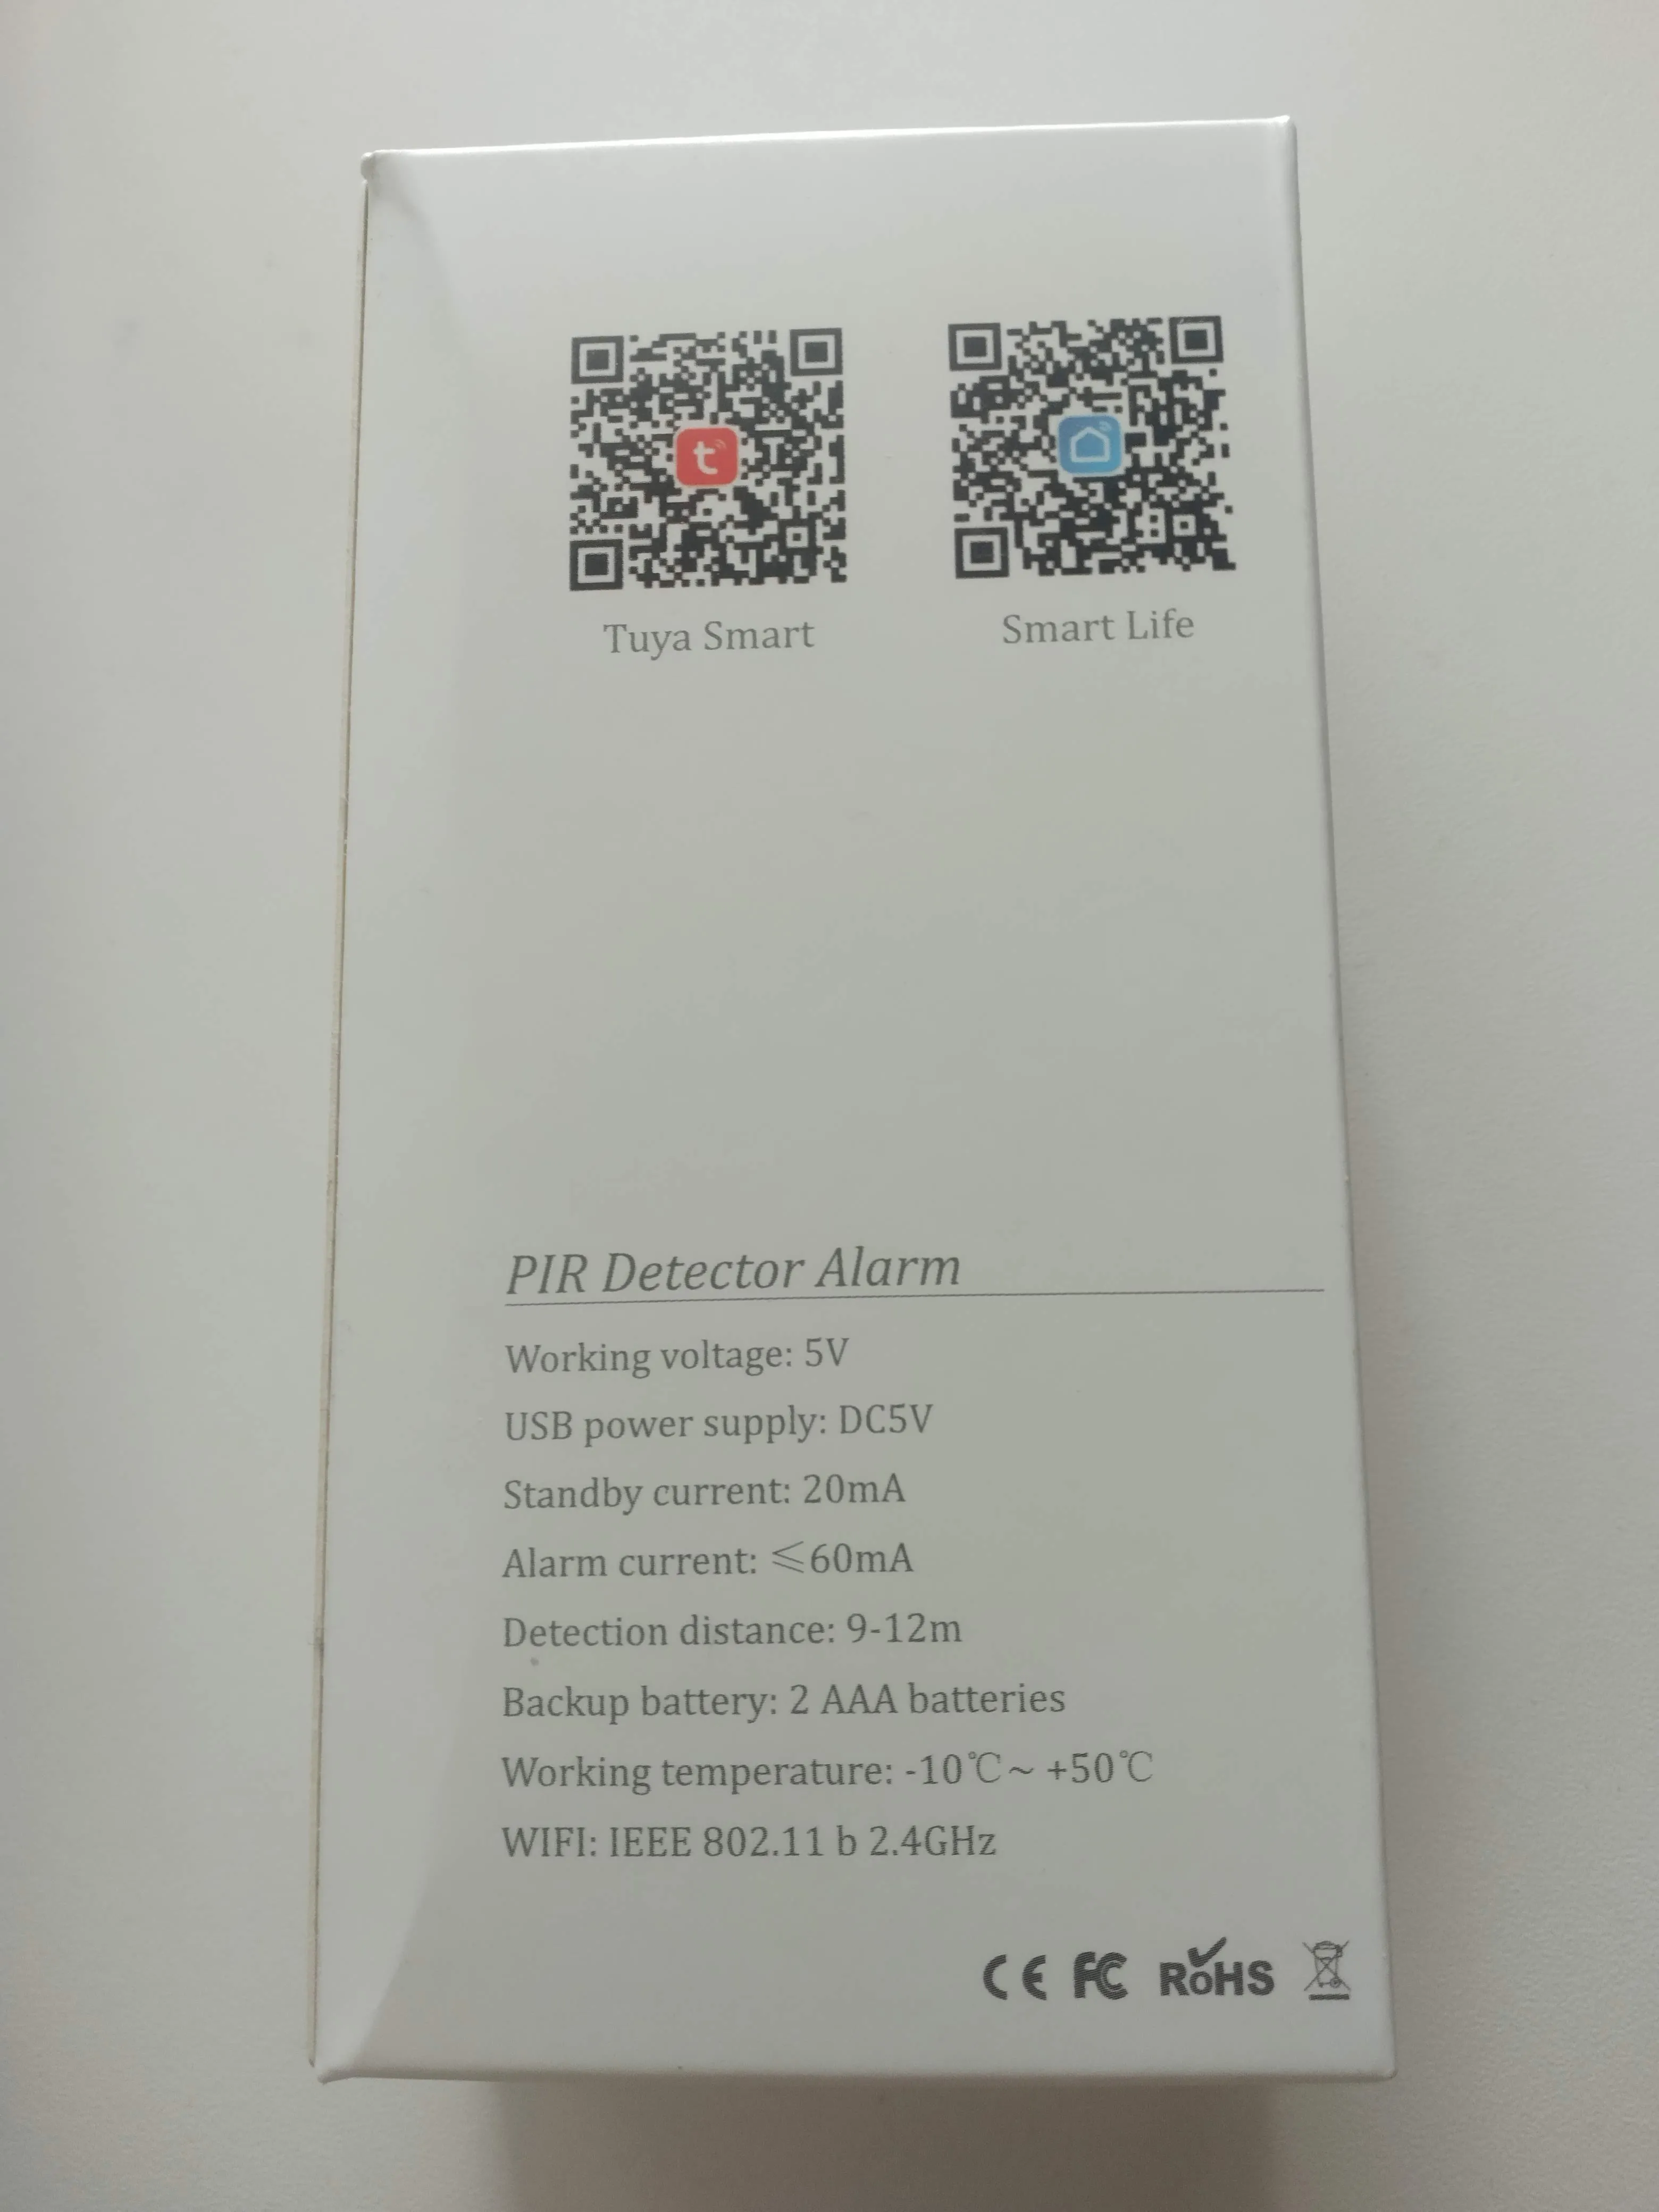 t
Tuya Smart
Smart Life
PIR Detector Alarm
Working voltage: 5V
USB power supply: DC5V
Standby current: 20mA
Alarm current: ≤60mA
Detection distance: 9-12m
Backup battery: 2 AAA batteries
Working temperature: -10℃~ +50℃
WIFI: IEEE 802.11 b 2.4GHz
CE FC RoHS